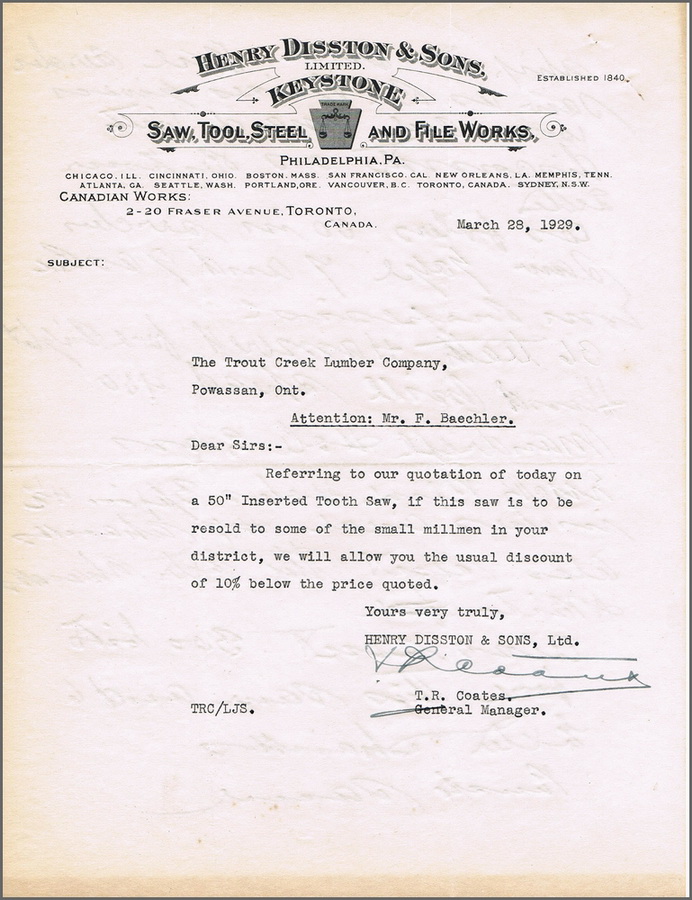 HENRY DISSTON & SONS,
LIMITED.
ESTABLISHED 1840.
KEYSTONE
TRADE MARK
SAW, TOOL, STEEL AND FILE WORKS,
PHILADELPHIA, PA.
CHICAGO. ILL. CINCINNATI, OHIO. BOSTON. MASS. SAN FRANCISCO. CAL. NEW ORLEANS, LA. MEMPHIS, TENN.
ATLANTA, GA. SEATTLE, WASH. PORTLAND, ORE. VANCOUVER, B.C. TORONTO, CANADA. SYDNEY, N.S.W.
CANADIAN WORKS:
2-20 FRASER AVENUE, TORONTO,
CANADA.
March 28, 1929.
SUBJECT:
The Trout Creek Lumber Company,
Powassan, Ont.
Attention: Mr. F. Baechler.
Dear Sirs:-
Referring to our quotation of today on
a 50" Inserted Tooth Saw, if this saw is to be
resold to some of the small millmen in your
district, we will allow you the usual discount
of 10% below the price quoted.
Yours very truly,
HENRY DISSTON & SONS, Ltd.
T.R. Coates.
TRC/LJS.
General Manager.